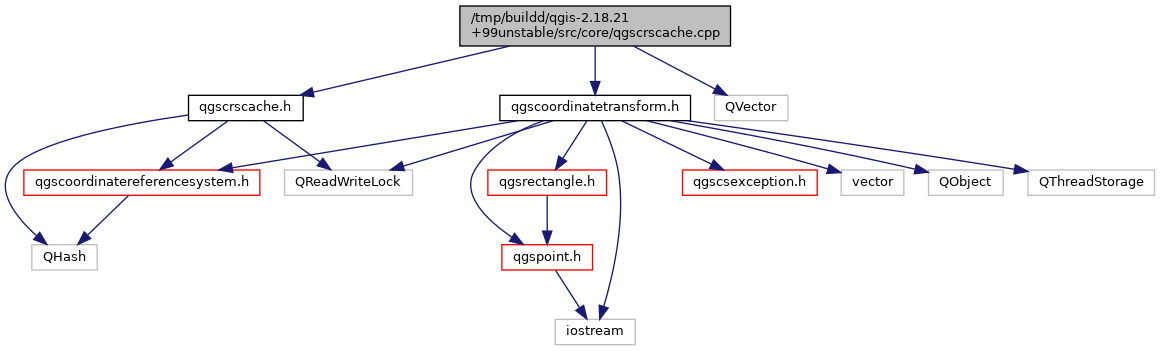 /tmp/buildd/qgis-2.18.21
+99unstable/src/core/qgscrscache.cpp
qgscrscache.h
qgscoordinatetransform.h
QVector
qgscoordinatereferencesystem.h
QReadWriteLock
qgsrectangle.h
qgscsexception.h
vector
QObject
QThreadStorage
QHash
qgspoint.h
iostream